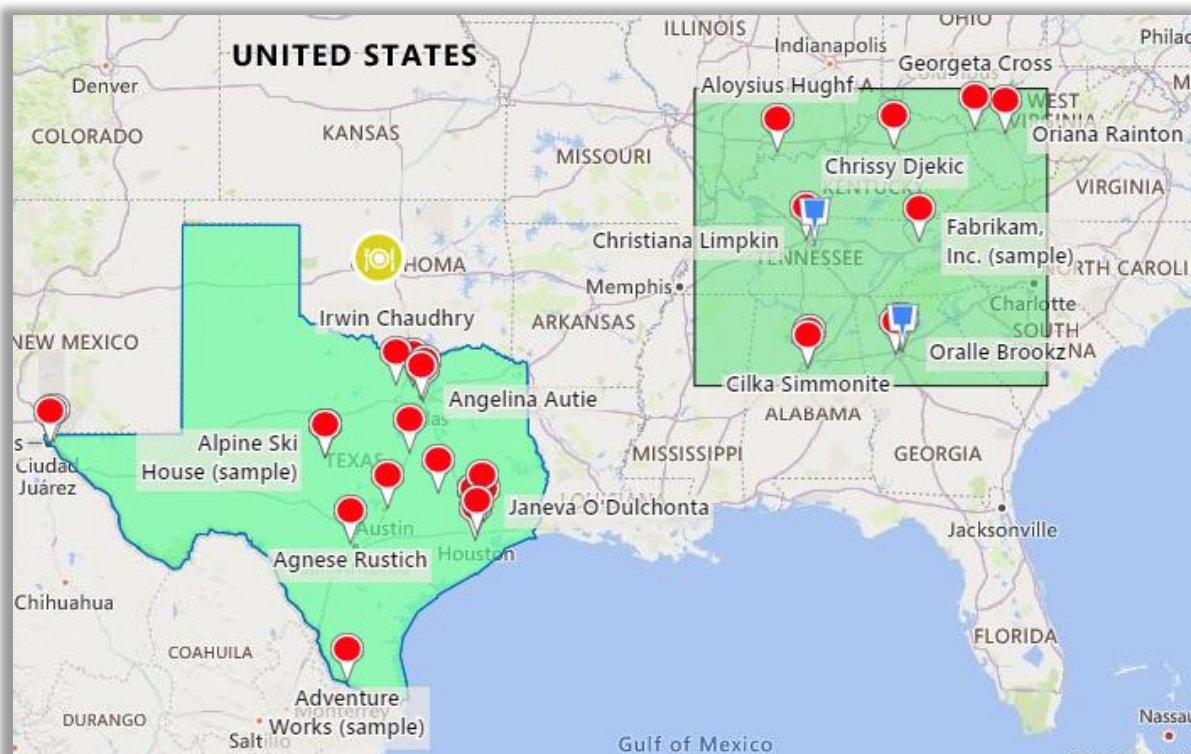 ILLINOIS
OHIO
Indianapolis
Philad
UNITED STATES
Georgeta Cross
Denver
Aloysius Hughf
WEST
VIRGINIA
COLORADO
KANSAS
Oriana Rainton
MISSOURI
Chrissy Djekic
KENTUCKY
VIRGINIA
Christiana Limpkin
Fabrikam,
Inc. (sample)
TENNESSEE
NORTH CAROLI
Memphis
Charlotte
Irwin Chaudhry
ARKANSAS
SOUTH
NEW MEXICO
Oralle Brookz
Cilka Simmonite
Angelina Autie
ALABAMA
Alpine Ski
House (sample)
TEXAS
MISSISSIPPI
GEORGIA
Ciudad
Juárez
Janeva O'Dulchonta
Austin
Jacksonville
Houston
Agnese Rustich
Chihuahua
FLORIDA
COAHUILA
Adventure
Works (sample)
Monterrey
DURANGO
Nassau
Gulf of Mexico